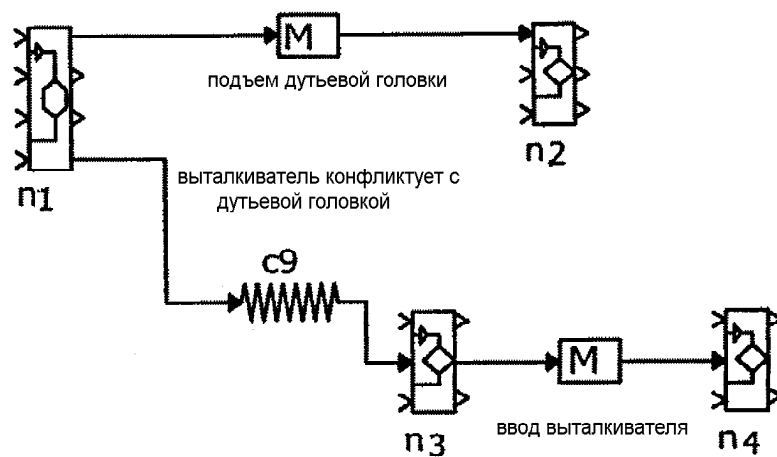 M
подъем дутьевой головки
n2
n1
выталкиватель конфликтует с
дутьевой головкой
c9
M
n3
ввод выталкивателя
n4